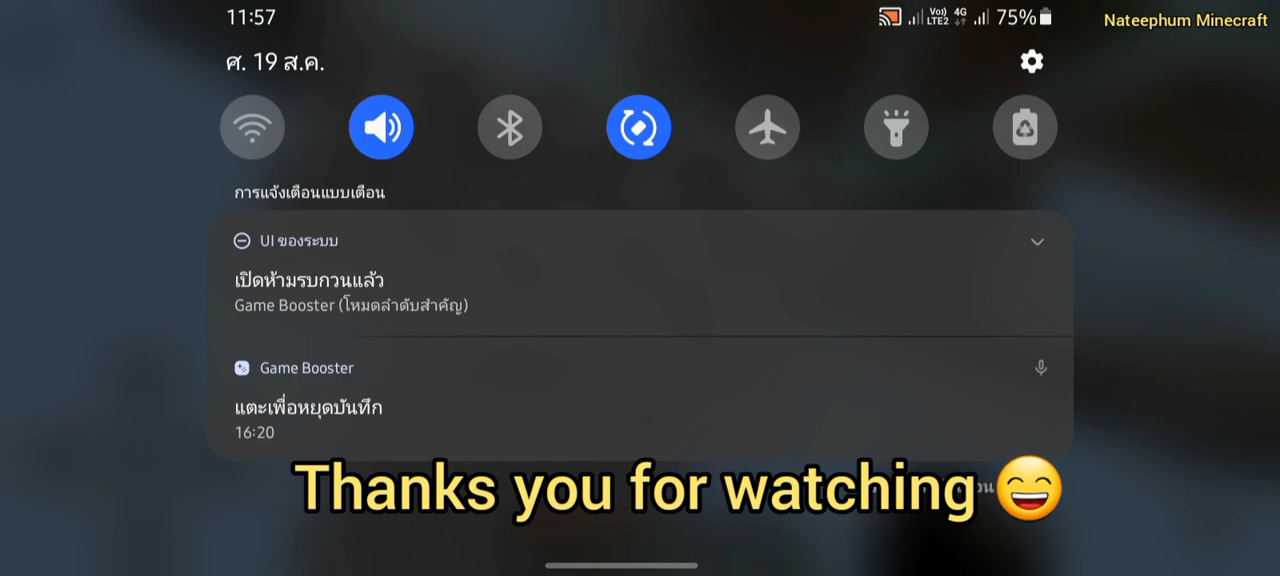 11:57
Vo)) LTE2 4G 75%
Nateephum Minecraft
ศ. 19 ส.ค.
การแจ้งเตือนแบบเตือน
UI ของระบบ
เปิดห้ามรบกวนแล้ว
Game Booster (โหมดลำดับสำคัญ)
Game Booster
แตะเพื่อหยุดบันทึก
16:20
Thanks you for watching 😄